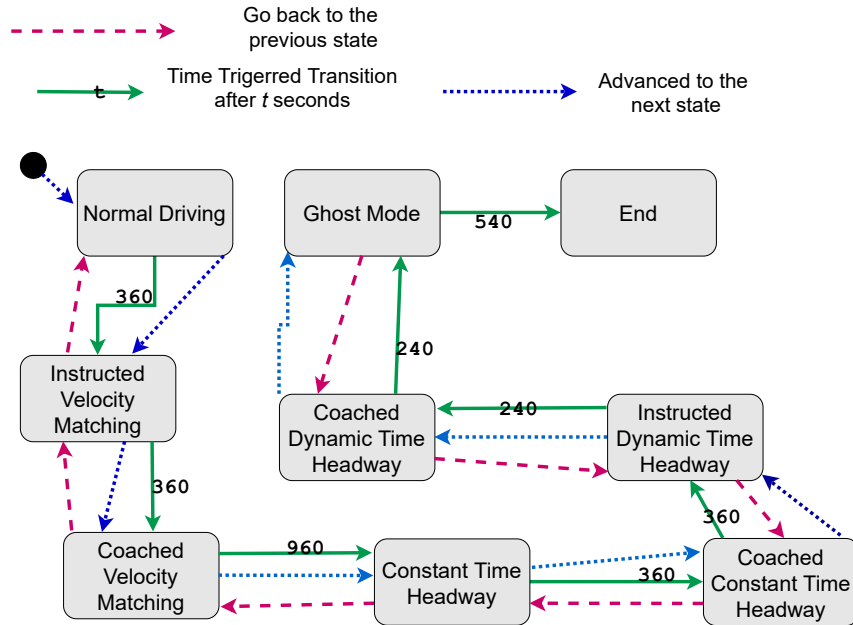 Go back to the
previous state
t
Time Trigerred Transition
after t seconds
Advanced to the
next state
Normal Driving
Ghost Mode
540
End
360
240
Instructed
Velocity
Matching
Coached
Dynamic Time
Headway
240
Instructed
Dynamic Time
Headway
360
960
360
360
Coached
Velocity
Matching
Constant Time
Headway
Coached
Constant Time
Headway